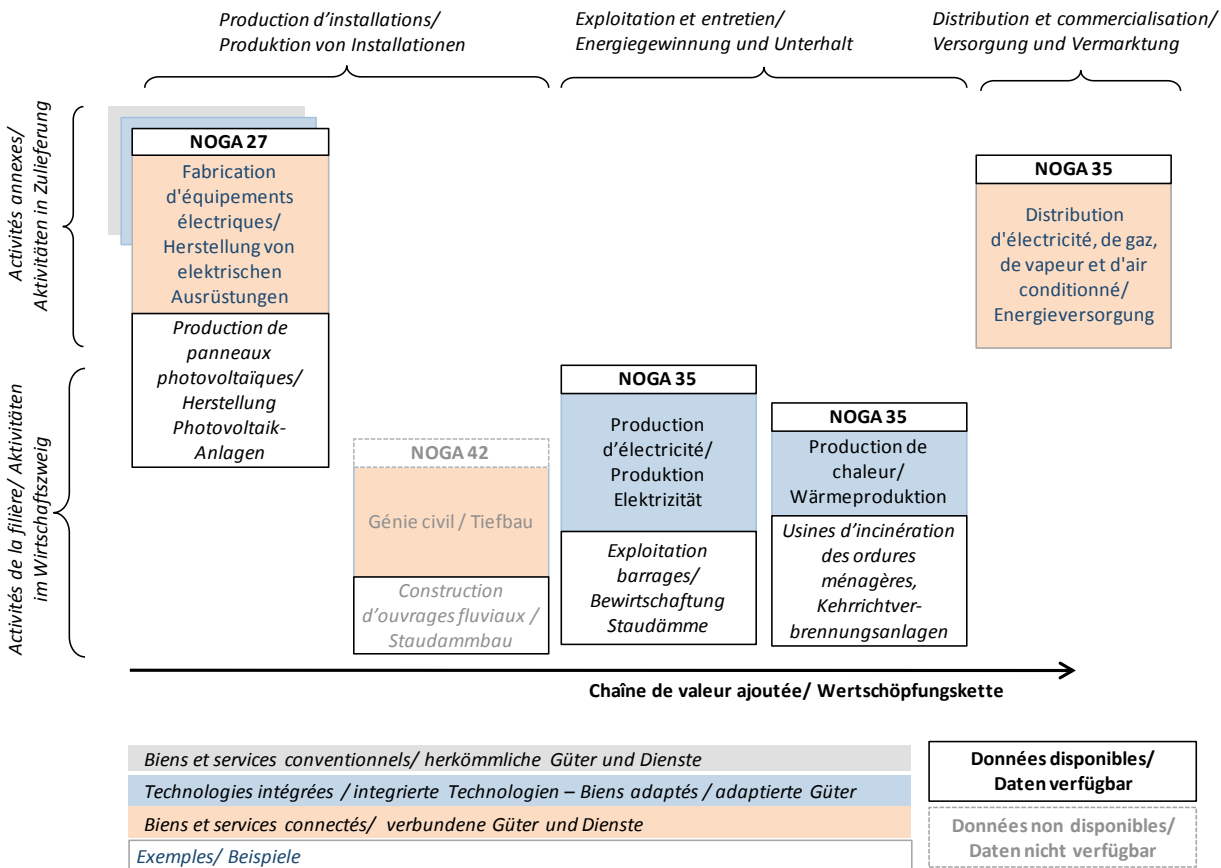 Production d'installations/
Produktion von Installationen
Exploitation et entretien/
Energiegewinnung und Unterhalt
Distribution et commercialisation/
Versorgung und Vermarktung
Activités annexes/
Aktivitäten in Zulieferung
NOGA 27
Fabrication
d'équipements
électriques/
Herstellung von
elektrischen
Ausrüstungen
Production de
panneaux
photovoltaïques/
Herstellung
Photovoltaik-
Anlagen
NOGA 35
Distribution
d'électricité, de gaz,
de vapeur et d'air
conditionné/
Energieversorgung
Activités de la filière/ Aktivitäten
im Wirtschaftszweig
NOGA 42
Génie civil / Tiefbau
Construction
d'ouvrages fluviaux /
Staudammbau
NOGA 35
Production
d'électricité/
Produktion
Elektrizität
Exploitation
barrages/
Bewirtschaftung
Staudämme
NOGA 35
Production de
chaleur/
Wärmeproduktion
Usines d'incinération
des ordures
ménagères,
Kehrrichtver-
brennungsanlagen
Chaîne de valeur ajoutée/ Wertschöpfungskette
Biens et services conventionnels/ herkömmliche Güter und Dienste
Technologies intégrées / integrierte Technologien – Biens adaptés / adaptierte Güter
Biens et services connectés/ verbundene Güter und Dienste
Exemples/ Beispiele
Données disponibles/
Daten verfügbar
Données non disponibles/
Daten nicht verfügbar